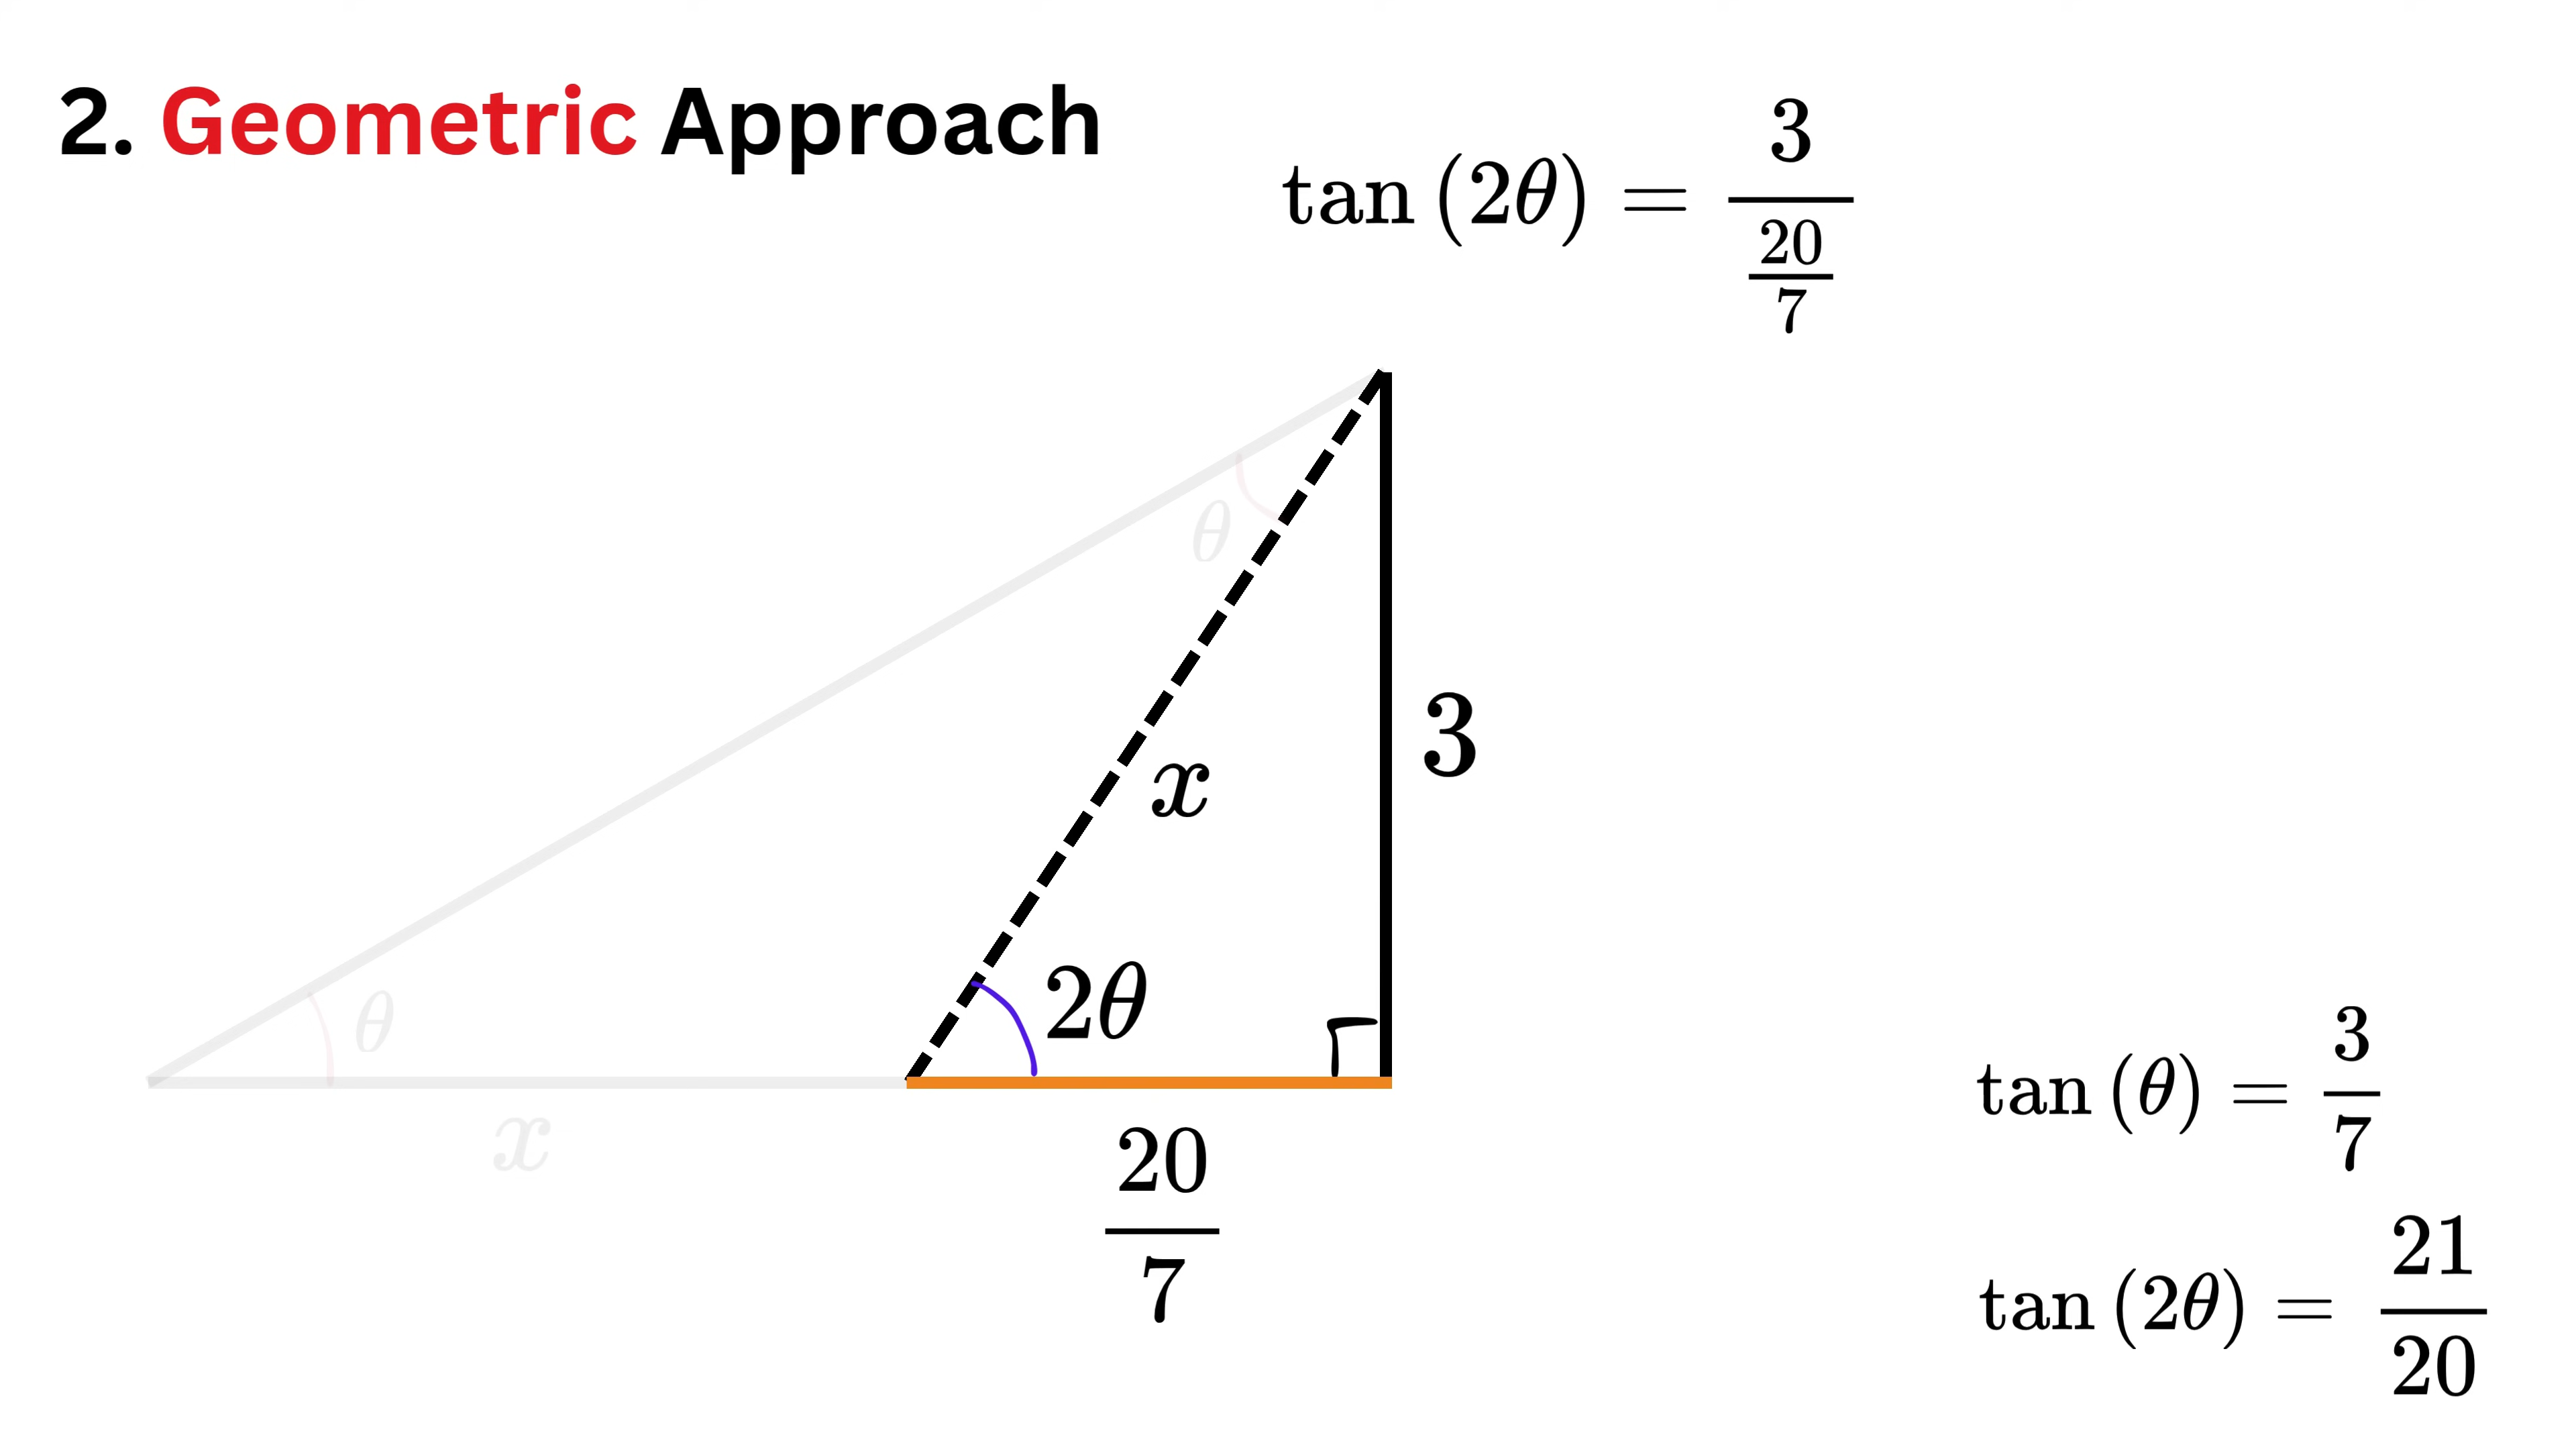 2. Geometric Approach
tan (2θ) = 3 / (20/7)
θ
3
x
2θ
θ
x
20/7
tan (θ) = 3/7
tan (2θ) = 21/20